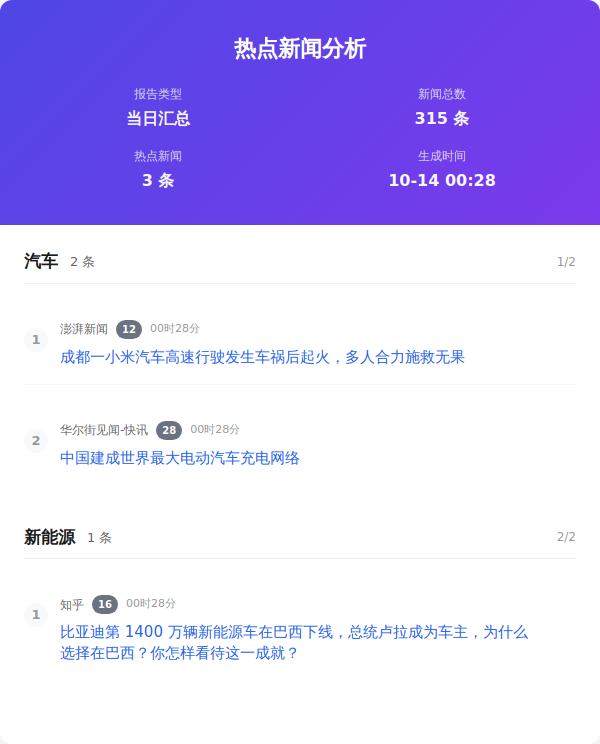 热点新闻分析
报告类型
当日汇总
新闻总数
315 条
热点新闻
3 条
生成时间
10-14 00:28
汽车 2 条 1/2
1
澎湃新闻 12 00时28分
成都一小米汽车高速行驶发生车祸后起火，多人合力施救无果
2
华尔街见闻-快讯 28 00时28分
中国建成世界最大电动汽车充电网络
新能源 1 条 2/2
1
知乎 16 00时28分
比亚迪第 1400 万辆新能源车在巴西下线，总统卢拉成为车主，为什么
选择在巴西？你怎样看待这一成就？